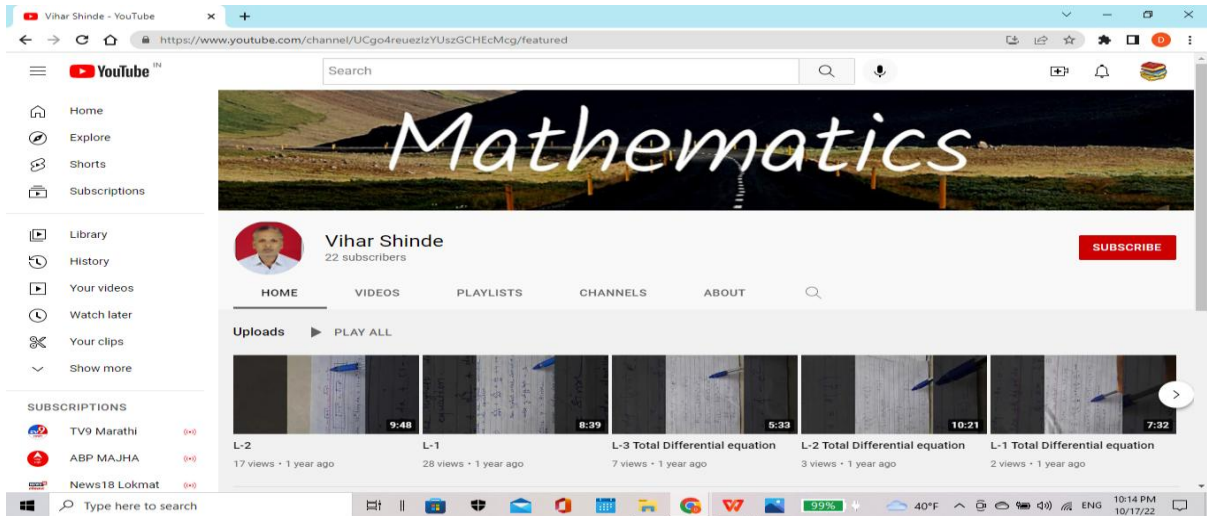 Vihar Shinde - YouTube
https://www.youtube.com/channel/UCgo4reuezlzYUszGCHEcMcg/featured
YouTube IN
Search
Home
Explore
Shorts
Subscriptions
Library
History
Your videos
Watch later
Your clips
Show more
SUBSCRIPTIONS
TV9 Marathi
ABP MAJHA
News18 Lokmat
Mathematics
Vihar Shinde
22 subscribers
SUBSCRIBE
HOME VIDEOS PLAYLISTS CHANNELS ABOUT
Uploads PLAY ALL
9:48 8:39 5:33 10:21 7:32
L-2 L-1 L-3 Total Differential equation L-2 Total Differential equation L-1 Total Differential equation
17 views • 1 year ago 28 views • 1 year ago 7 views • 1 year ago 3 views • 1 year ago 2 views • 1 year ago
Type here to search 99% 40°F ENG 10:14 PM
10/17/22